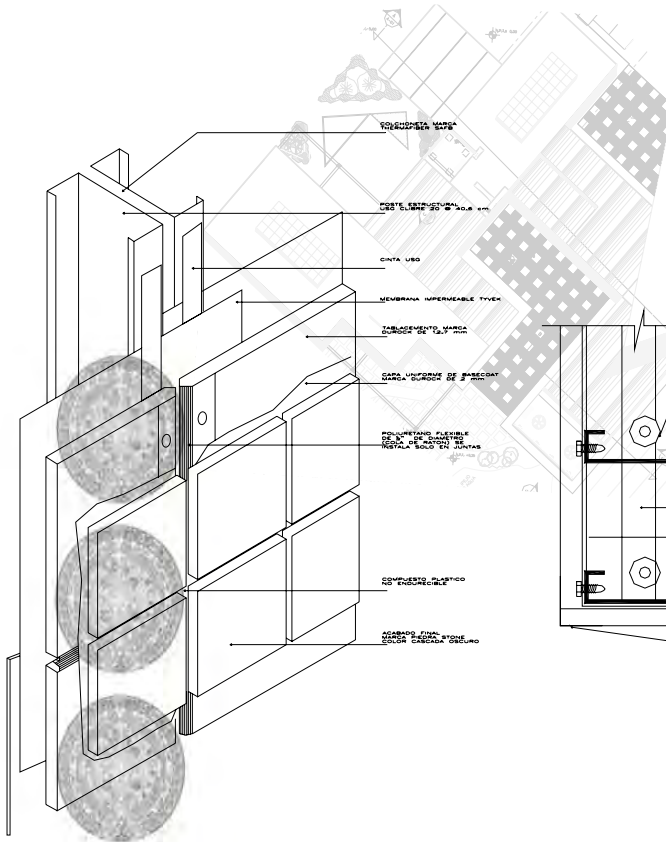 COLCHONETA MARCA
THERMAFIBER SAFB
POSTE ESTRUCTURAL
USG CLIBRE 20 @ 40.6 cm
CINTA USG
MEMBRANA IMPERMEABLE TYVEK
TABLACEMENTO MARCA
DUROCK DE 12.7 mm
CAPA UNIFORME DE BASECOAT
MARCA DUROCK DE 2 mm
POLIURETANO FLEXIBLE
DE DE DIAMETRO
(COLA DE RATON) SE
INSTALA SOLO EN JUNTAS
COMPUESTO PLASTICO
NO ENDURECIBLE
ACABADO FINAL
MARCA PIEDRA STONE
COLOR CASCADA OSCURO